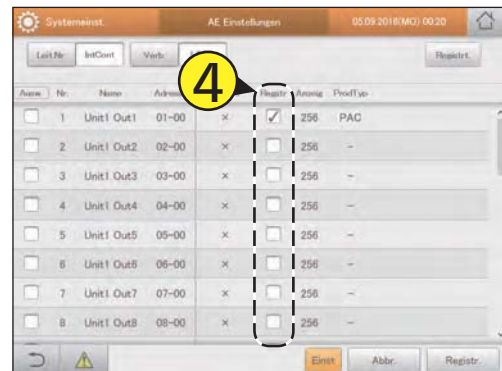 Systemeinst. AE Einstellungen 05.09.2016(MO) 00:20
Leit.Nr IntCont Verb. Registrt.
4
Ausw Nr. Name Registr Anzeig ProdTyp
1 Unit1 Out1 01-00 × 256 PAC
2 Unit1 Out2 02-00 × 256 -
3 Unit1 Out3 03-00 × 256 -
4 Unit1 Out4 04-00 × 256 -
5 Unit1 Out5 05-00 × 256 -
6 Unit1 Out6 06-00 × 256 -
7 Unit1 Out7 07-00 × 256 -
8 Unit1 Out8 08-00 × 256 -
Einst Abbr. Registr.